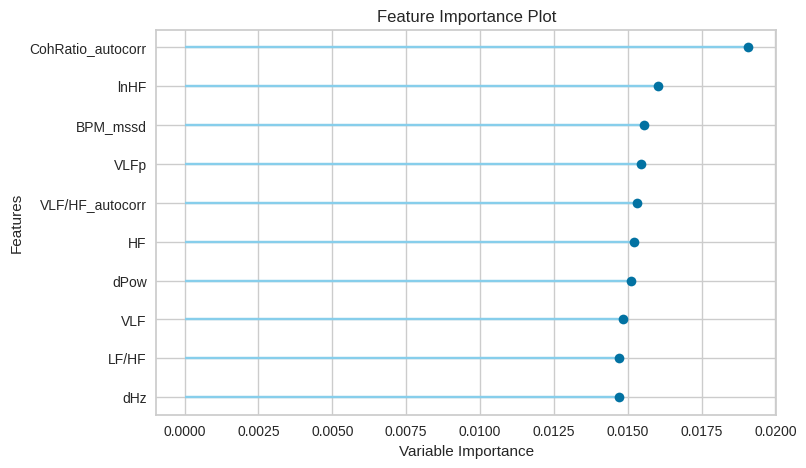 Feature Importance Plot
CohRatio_autocorr
lnHF
BPM_mssd
VLFp
VLF/HF_autocorr
HF
dPow
VLF
LF/HF
dHz
Features
0.0000 0.0025 0.0050 0.0075 0.0100 0.0125 0.0150 0.0175 0.0200
Variable Importance